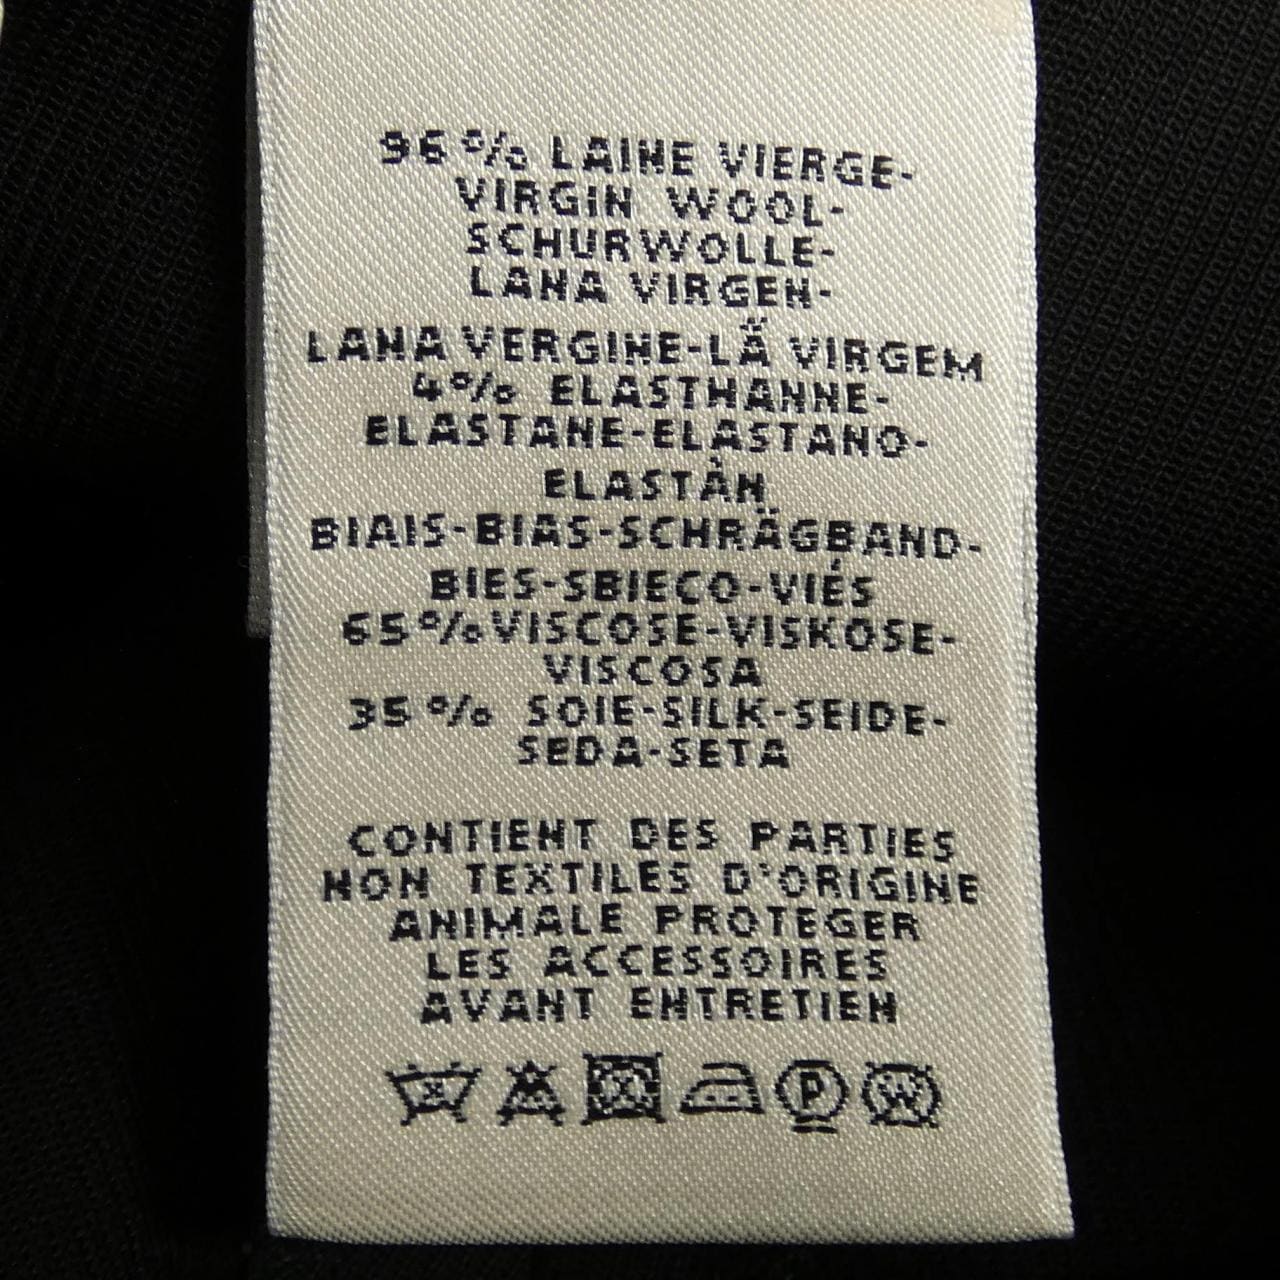 96% LAINE VIERGE-
VIRGIN WOOL-
SCHURWOLLE-
LANA VIRGEN-
LANA VERGINE-LÃ VIRGEM
4% ELASTHANNE-
ELASTANE-ELASTANO-
ELASTÀN
BIAIS-BIAS-SCHRÄGBAND-
BIES-SBIECO-VIÉS
65% VISCOSE-VISKOSE-
VISCOSA
35% SOIE-SILK-SEIDE-
SEDA-SETA
CONTIENT DES PARTIES
NON TEXTILES D'ORIGINE
ANIMALE PROTEGER
LES ACCESSOIRES
AVANT ENTRETIEN
P W